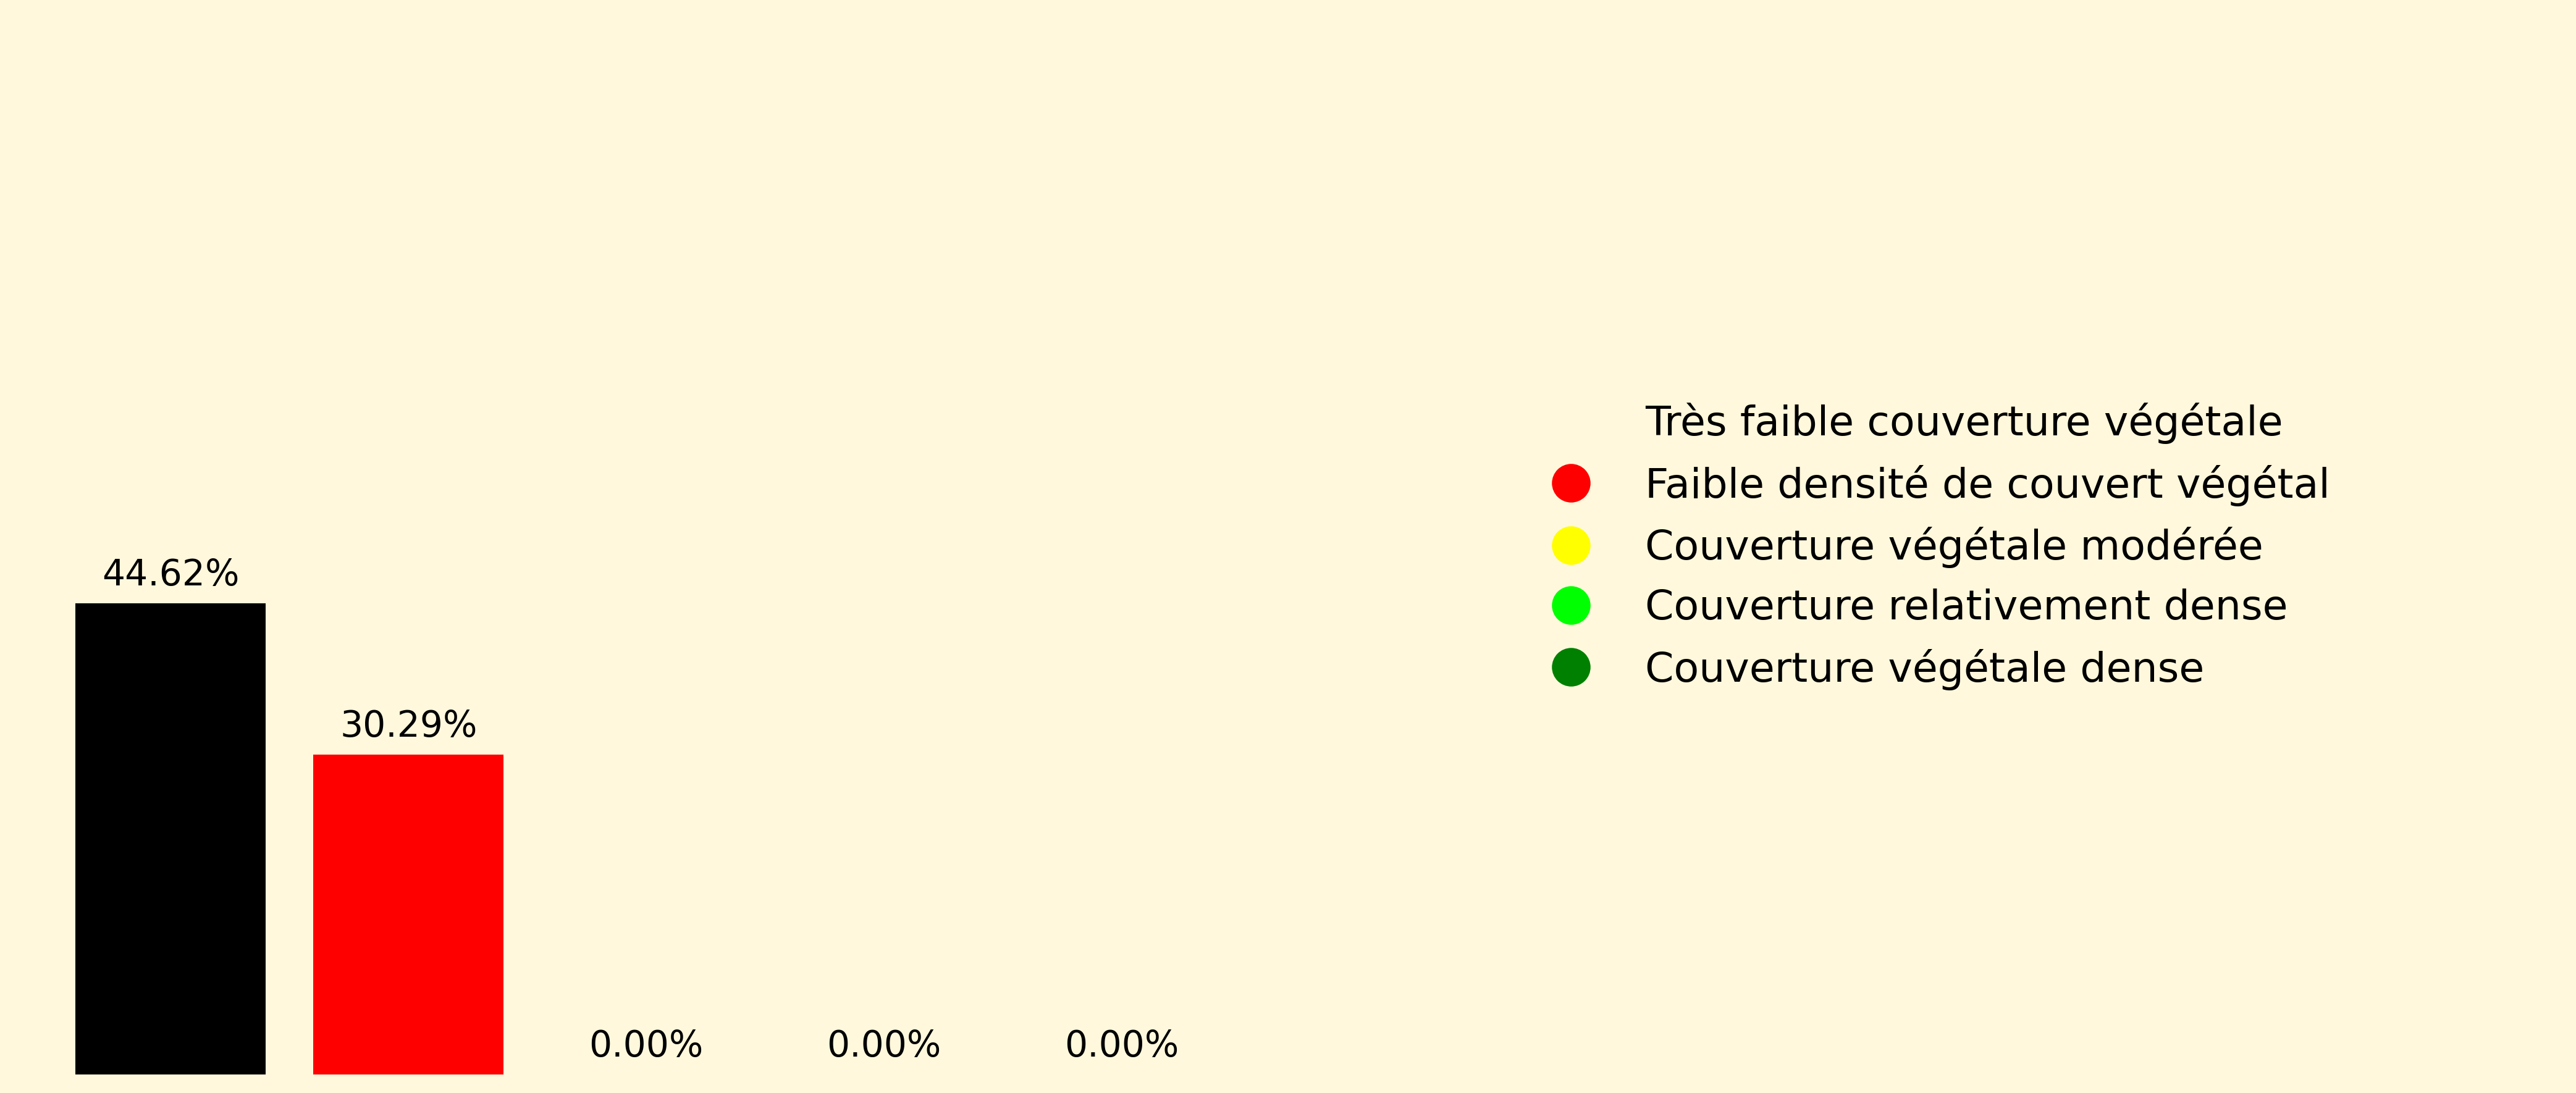 Très faible couverture végétale
Faible densité de couvert végétal
Couverture végétale modérée
Couverture relativement dense
Couverture végétale dense
44.62%
30.29%
0.00%
0.00%
0.00%